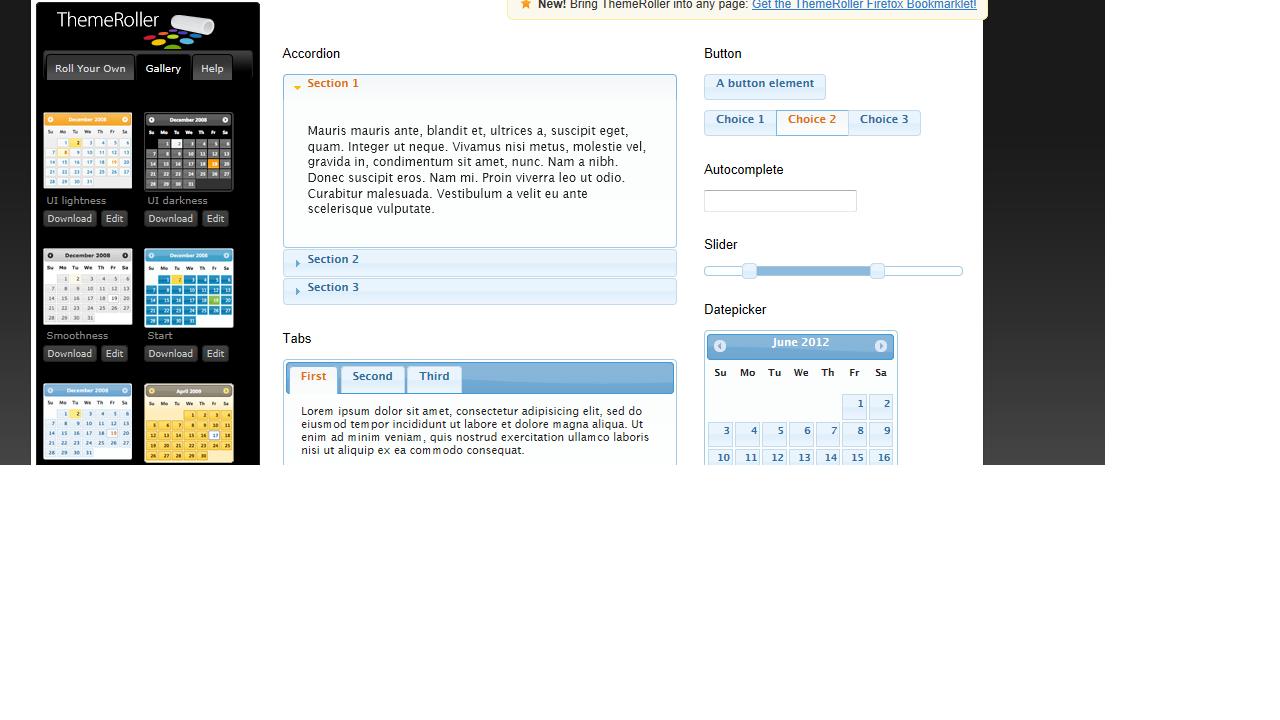 New! Bring ThemeRoller into any page: Get the ThemeRoller Firefox Bookmarklet!
ThemeRoller
Roll Your Own
Gallery
Help
December 2008
December 2008
UI lightness
UI darkness
Download
Edit
Download
Edit
December 2008
December 2008
Smoothness
Start
Download
Edit
Download
Edit
December 2008
April 2009
Accordion
Section 1
Mauris mauris ante, blandit et, ultrices a, suscipit eget,
quam. Integer ut neque. Vivamus nisi metus, molestie vel,
gravida in, condimentum sit amet, nunc. Nam a nibh.
Donec suscipit eros. Nam mi. Proin viverra leo ut odio.
Curabitur malesuada. Vestibulum a velit eu ante
scelerisque vulputate.
Section 2
Section 3
Tabs
First
Second
Third
Lorem ipsum dolor sit amet, consectetur adipisicing elit, sed do
eiusmod tempor incididunt ut labore et dolore magna aliqua. Ut
enim ad minim veniam, quis nostrud exercitation ullamco laboris
nisi ut aliquip ex ea commodo consequat.
Button
A button element
Choice 1
Choice 2
Choice 3
Autocomplete
Slider
Datepicker
June 2012
Su Mo Tu We Th Fr Sa
1 2
3 4 5 6 7 8 9
10 11 12 13 14 15 16